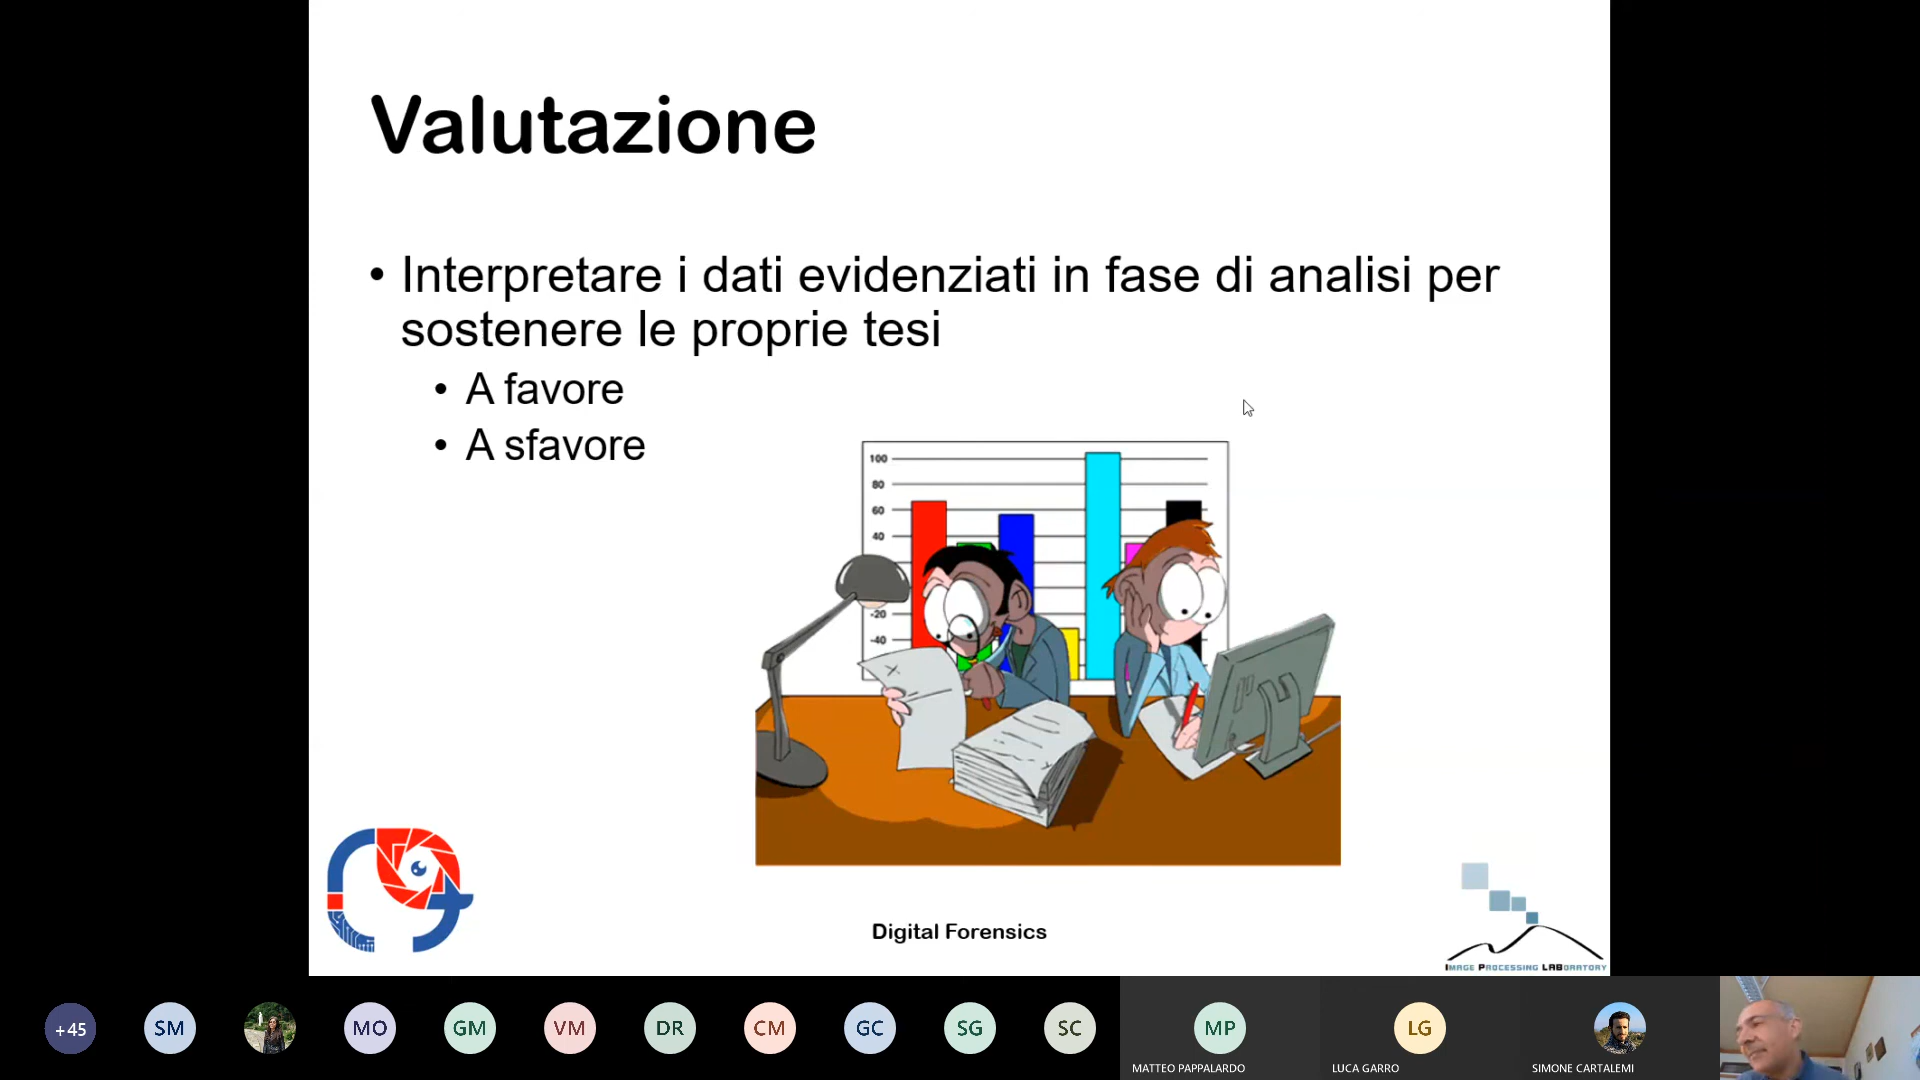 Valutazione
• Interpretare i dati evidenziati in fase di analisi per
sostenere le proprie tesi
• A favore
• A sfavore
100
80
60
40
-20
-40
Digital Forensics
IMAGE PROCESSING LABORATORY
+45
SM
MO
GM
VM
DR
CM
GC
SG
SC
MP
LG
MATTEO PAPPALARDO
LUCA GARRO
SIMONE CARTALEMI